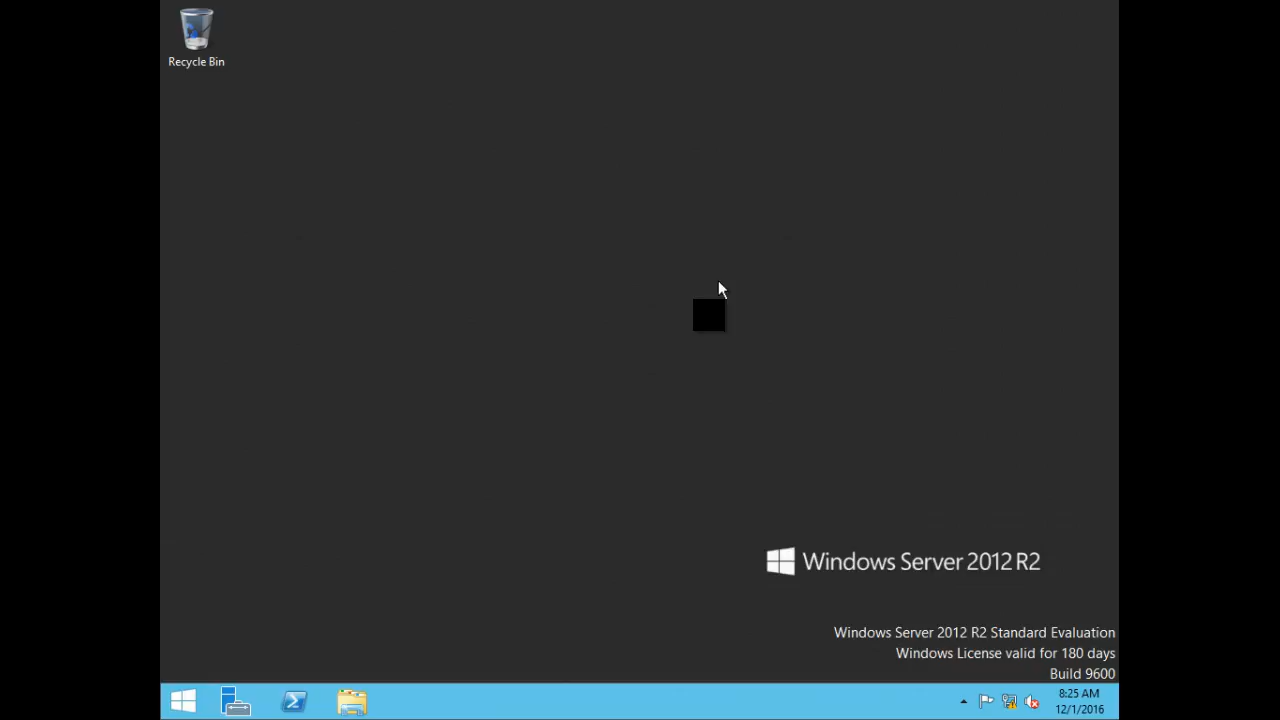 Recycle Bin
Windows Server 2012 R2
Windows Server 2012 R2 Standard Evaluation
Windows License valid for 180 days
Build 9600
8:25 AM
12/1/2016